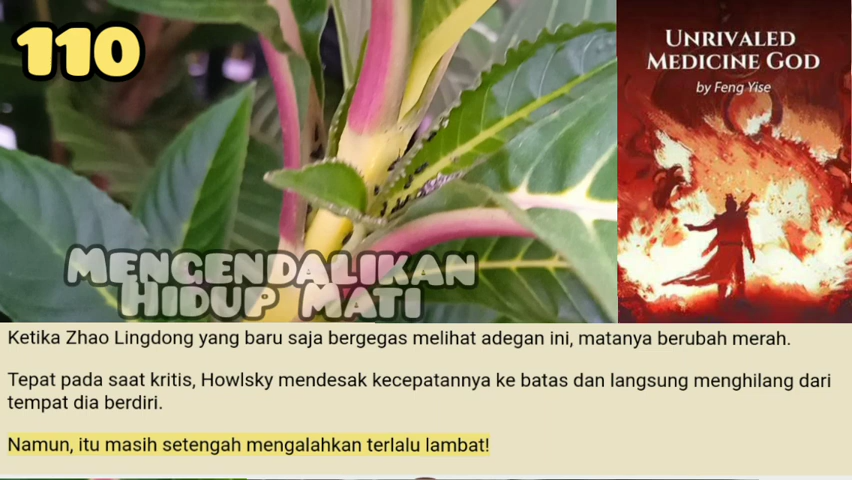 110
UNRIVALED
MEDICINE GOD
by Feng Yise
MENGENDALIKAN
HIDUP MATI
Ketika Zhao Lingdong yang baru saja bergegas melihat adegan ini, matanya berubah merah.
Tepat pada saat kritis, Howlsky mendesak kecepatannya ke batas dan langsung menghilang dari
tempat dia berdiri.
Namun, itu masih setengah mengalahkan terlalu lambat!